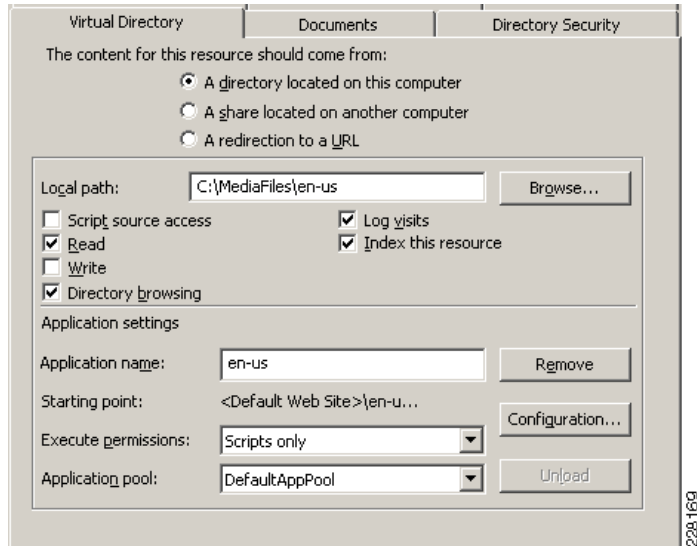 Virtual Directory
Documents
Directory Security
The content for this resource should come from:
A directory located on this computer
A share located on another computer
A redirection to a URL
Local path:
C:\MediaFiles\en-us
Browse...
Script source access
Log visits
Read
Index this resource
Write
Directory browsing
Application settings
Application name:
en-us
Remove
Starting point:
<Default Web Site>\en-u...
Configuration...
Execute permissions:
Scripts only
Application pool:
DefaultAppPool
Unload
228169